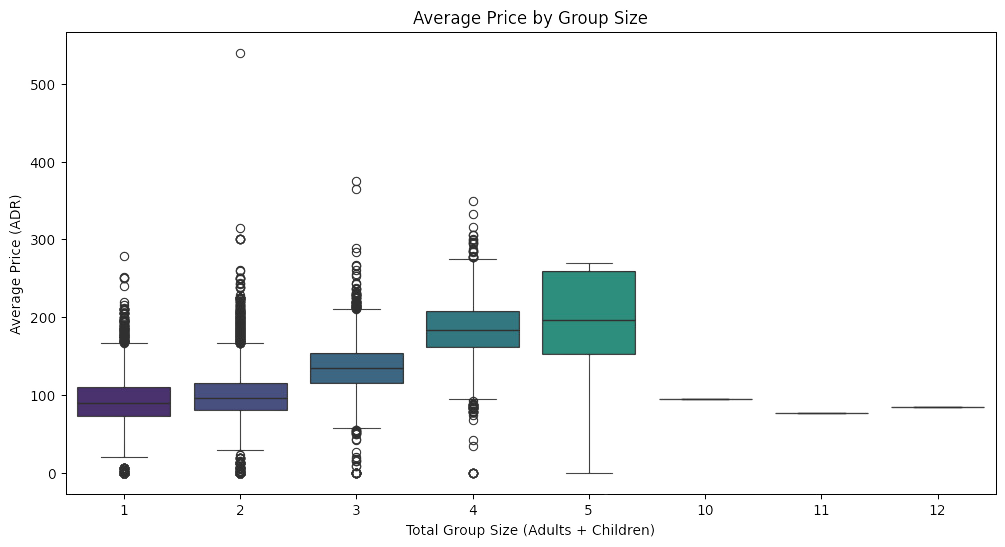 Average Price by Group Size
Average Price (ADR)
500
400
300
200
100
0
1 2 3 4 5 10 11 12
Total Group Size (Adults + Children)